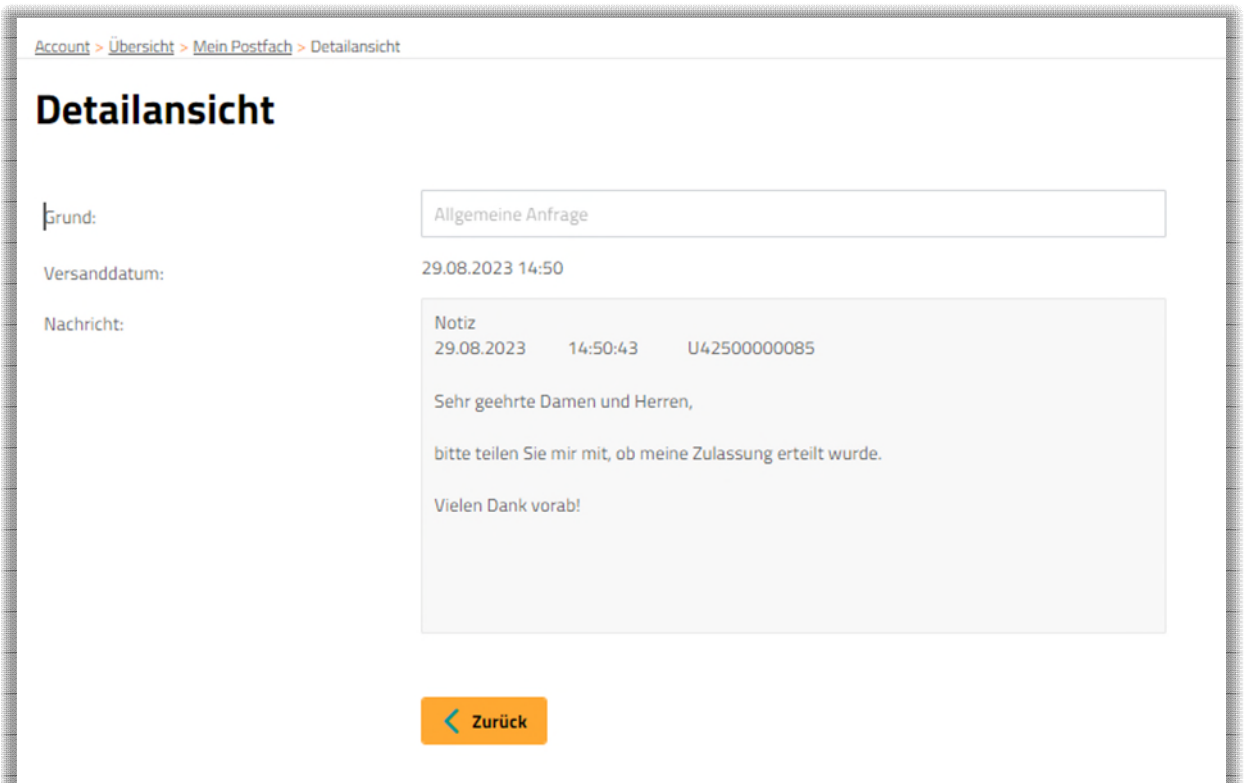 Account > Übersicht > Mein Postfach > Detailansicht
Detailansicht
Grund: Allgemeine Anfrage
Versanddatum: 29.08.2023 14:50
Nachricht: Notiz
29.08.2023 14:50:43 U42500000085
Sehr geehrte Damen und Herren,
bitte teilen Sie mir mit, ob meine Zulassung erteilt wurde.
Vielen Dank vorab!
Zurück